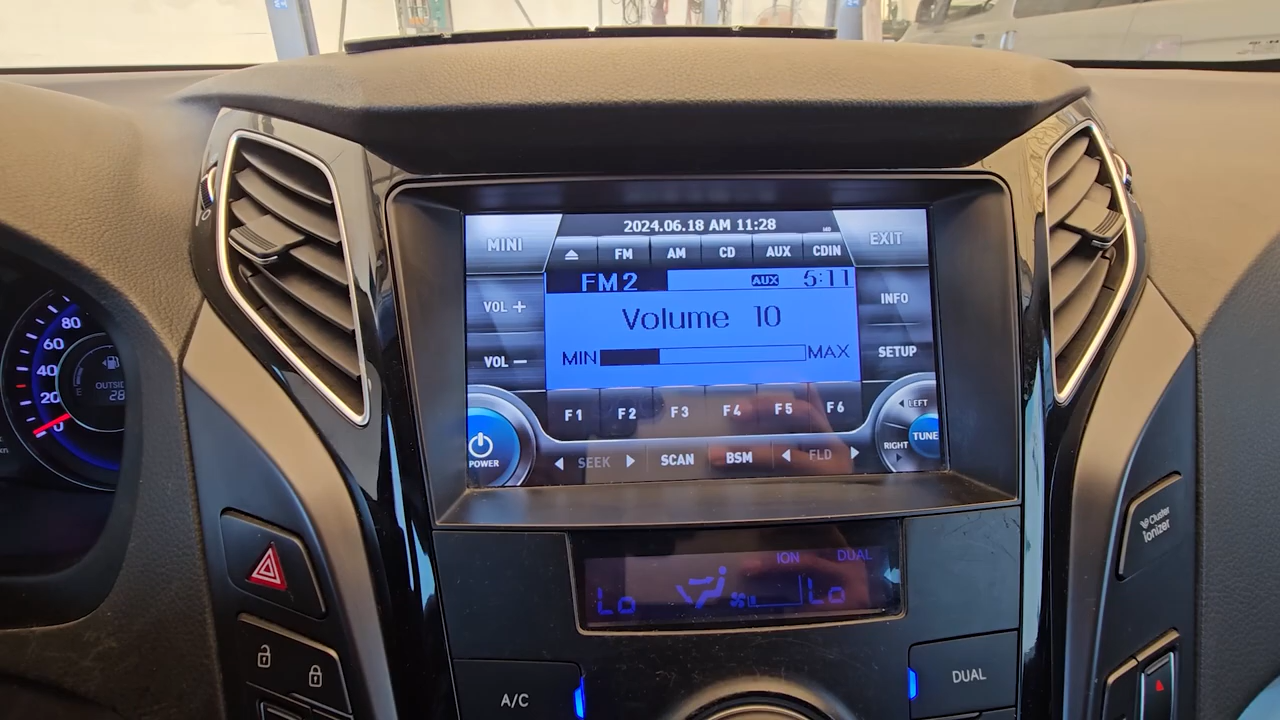 2024.06.18 AM 11:28
MINI
EXIT
FM AM CD AUX CDIN
FM2 AUX 5:11
VOL +
INFO
Volume 10
VOL -
MIN MAX
SETUP
F1 F2 F3 F4 F5 F6
LEFT
TUNE
RIGHT
POWER
SEEK SCAN BSM FLD
80
60
40
20
0
OUTSIDE
28
Cluster
Ionizer
ION DUAL
Lo Lo
A/C
DUAL